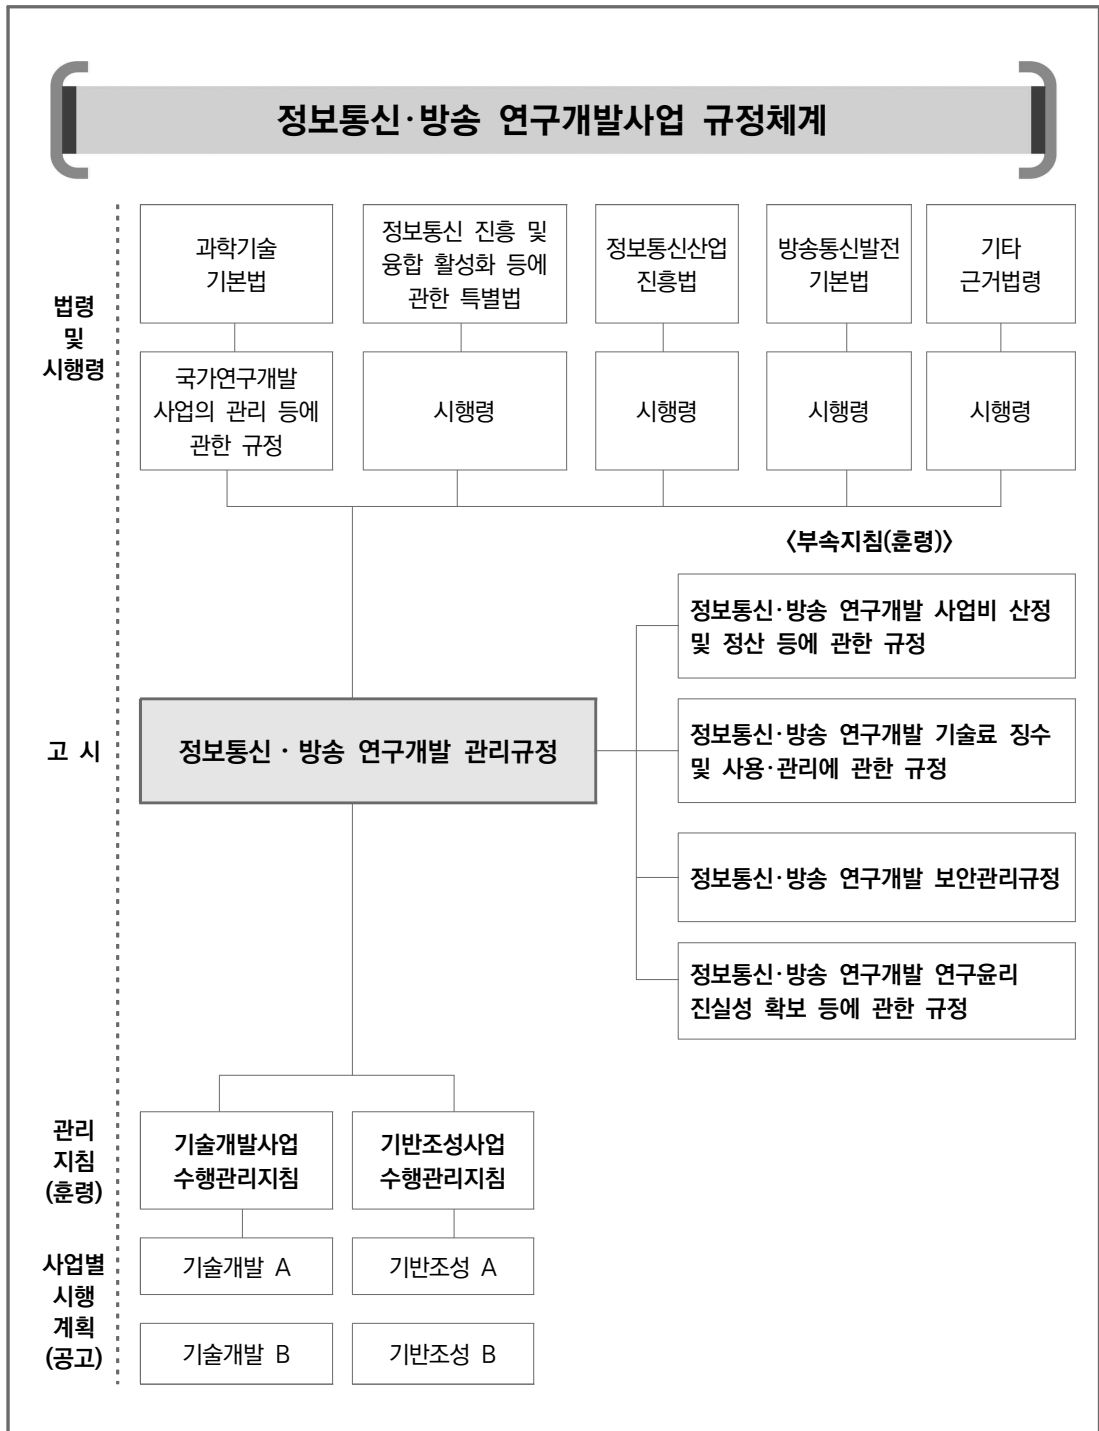 정보통신·방송 연구개발사업 규정체계
법령
및
시행령
과학기술
기본법
정보통신 진흥 및
융합 활성화 등에
관한 특별법
정보통신산업
진흥법
방송통신발전
기본법
기타
근거법령
국가연구개발
사업의 관리 등에
관한 규정
시행령
시행령
시행령
시행령
〈부속지침(훈령)〉
정보통신·방송 연구개발 사업비 산정
및 정산 등에 관한 규정
고 시
정보통신 · 방송 연구개발 관리규정
정보통신·방송 연구개발 기술료 징수
및 사용·관리에 관한 규정
정보통신·방송 연구개발 보안관리규정
정보통신·방송 연구개발 연구윤리
진실성 확보 등에 관한 규정
관리
지침
(훈령)
기술개발사업
수행관리지침
기반조성사업
수행관리지침
사업별
시행
계획
(공고)
기술개발 A
기반조성 A
기술개발 B
기반조성 B